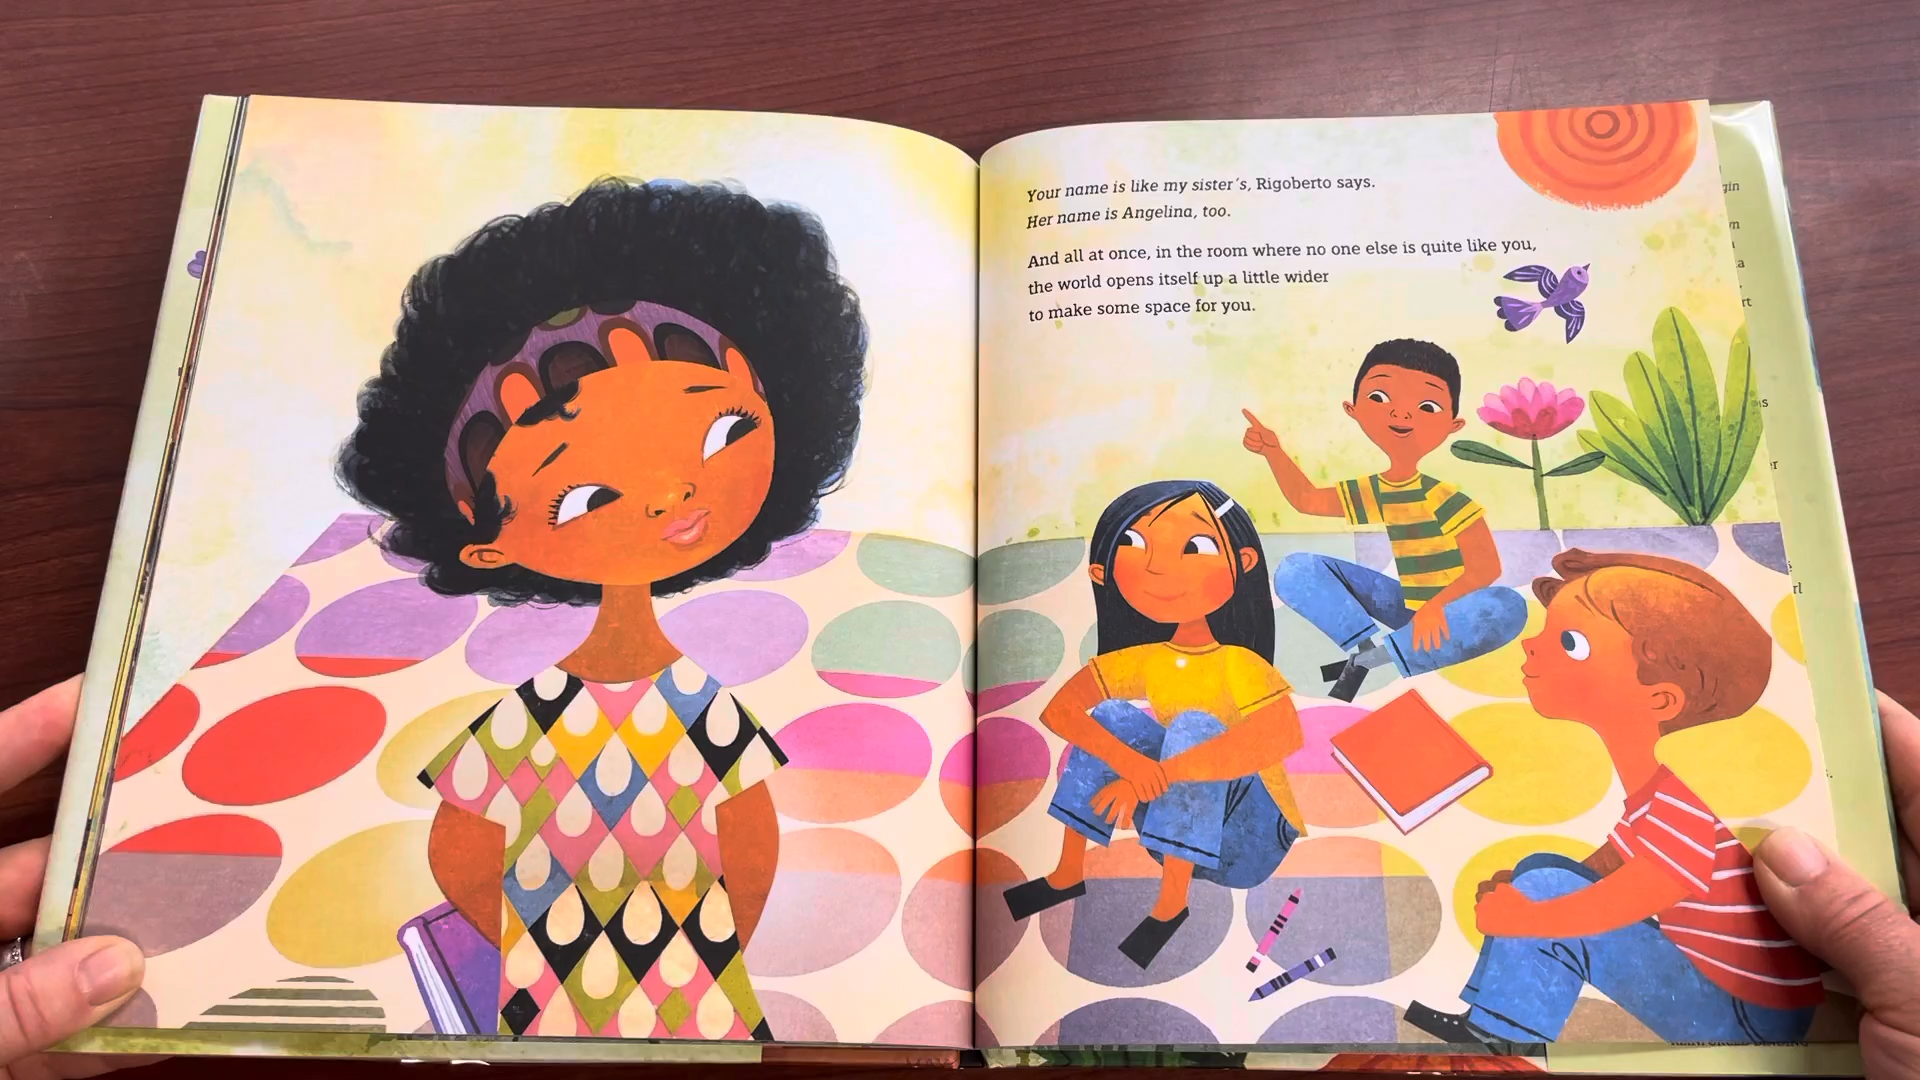 Your name is like my sister's, Rigoberto says.
Her name is Angelina, too.
And all at once, in the room where no one else is quite like you,
the world opens itself up a little wider
to make some space for you.